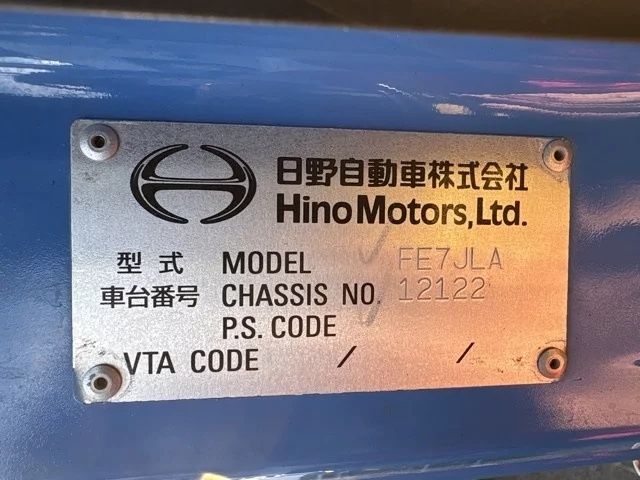 日野自動車株式会社
Hino Motors, Ltd.
型式 MODEL FE7JLA
車台番号 CHASSIS NO. 12122
P.S. CODE
VTA CODE / /